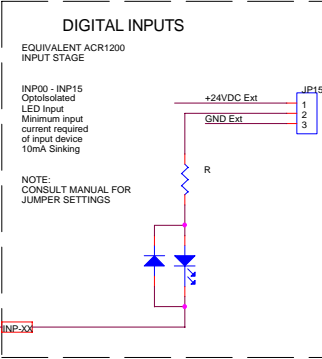 DIGITAL INPUTS
EQUIVALENT ACR1200
INPUT STAGE
INP00 - INP15
OptoIsolated
LED Input
Minimum input
current required
of input device
10mA Sinking
NOTE:
CONSULT MANUAL FOR
JUMPER SETTINGS
JP15
+24VDC Ext
1
2
GND Ext
3
R
INP-XX